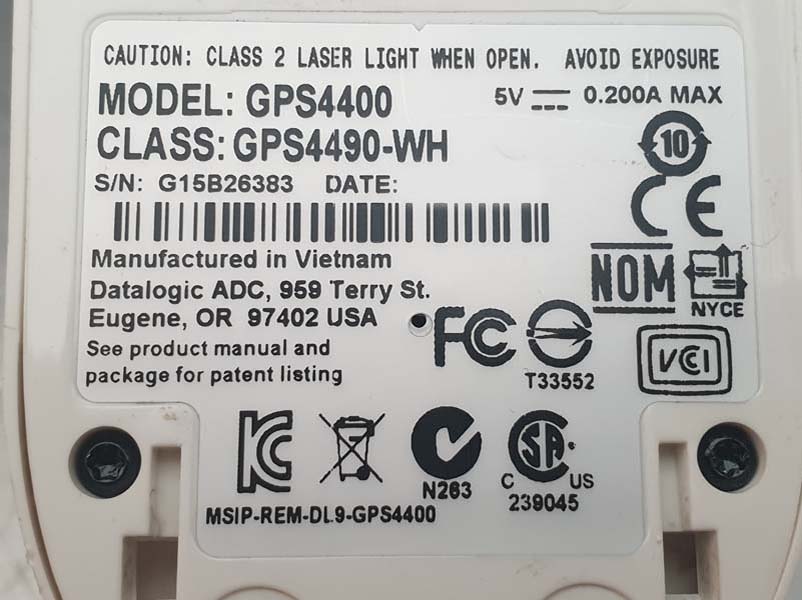 CAUTION: CLASS 2 LASER LIGHT WHEN OPEN. AVOID EXPOSURE
MODEL: GPS4400
5V 0.200A MAX
CLASS: GPS4490-WH
10
S/N: G15B26383 DATE:
CE
Manufactured in Vietnam
NOM
NYCE
Datalogic ADC, 959 Terry St.
Eugene, OR 97402 USA
FC
T33552
VCI
See product manual and
package for patent listing
KC
N263
SA
C US
239045
MSIP-REM-DL9-GPS4400